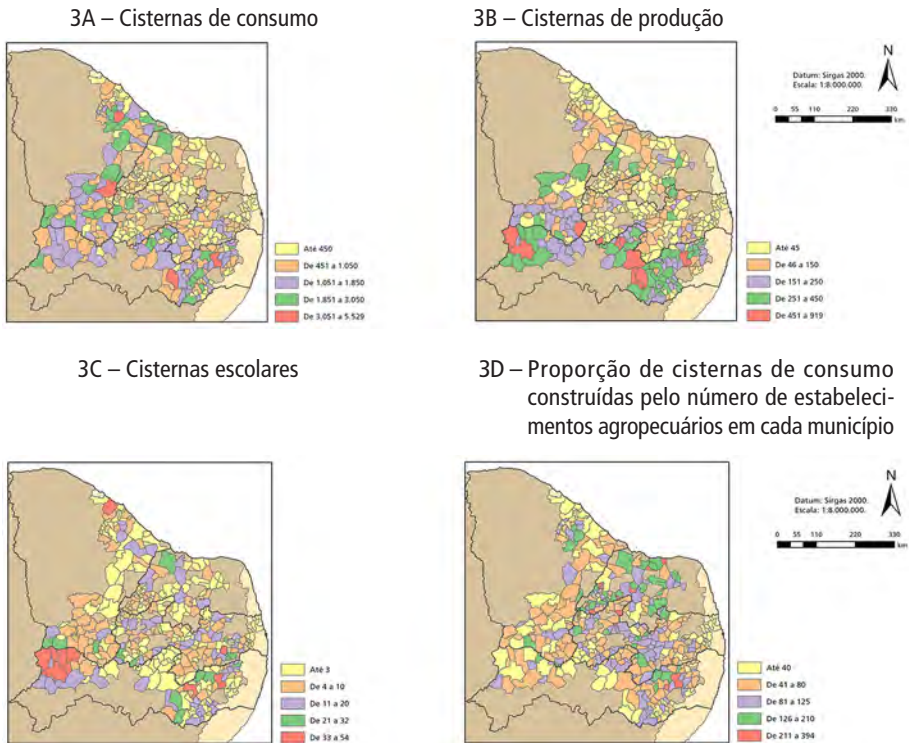 3A – Cisternas de consumo
3B – Cisternas de produção
N
Datum: Sirgas 2000.
Escala: 1:8.000.000.
0 55 110 220 330
km
Até 450
De 451 a 1.050
De 1.051 a 1.850
De 1.851 a 3.050
De 3.051 a 5.529
Até 45
De 46 a 150
De 151 a 250
De 251 a 450
De 451 a 919
3C – Cisternas escolares
3D – Proporção de cisternas de consumo
construídas pelo número de estabeleci-
mentos agropecuários em cada município
N
Datum: Sirgas 2000.
Escala: 1:8.000.000.
0 55 110 220 330
km
Até 3
De 4 a 10
De 11 a 20
De 21 a 32
De 33 a 54
Até 40
De 41 a 80
De 81 a 125
De 126 a 210
De 211 a 394